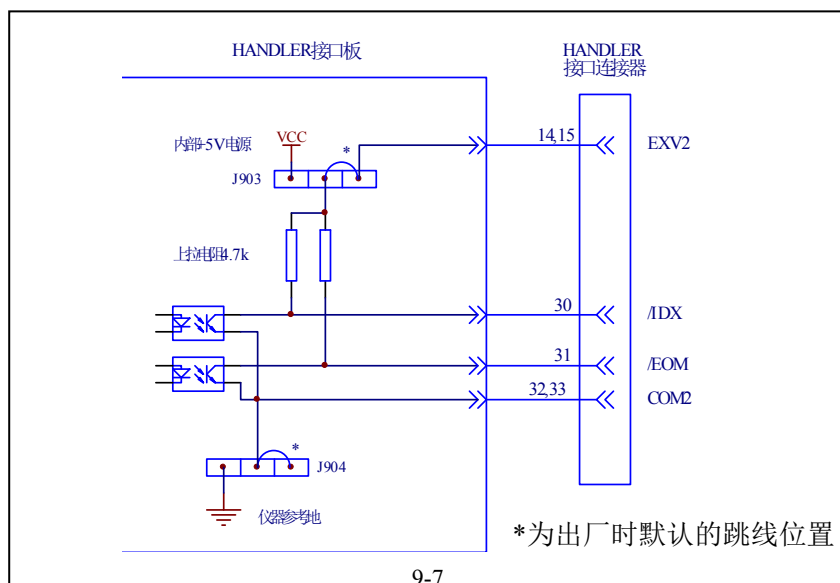 HANDLER接口板
HANDLER
接口连接器
内部+5V电源
VCC
*
14,15
EXV2
J903
上拉电阻4.7k
30
/IDX
31
/EOM
32,33
COM2
*
J904
仪器参考地
*为出厂时默认的跳线位置
9-7